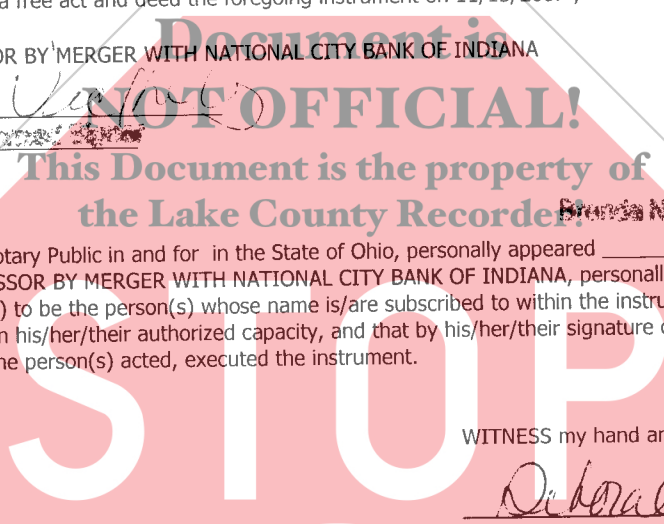 a free act and deed the foregoing instrument on 11/15/2007,
Document is
OR BY MERGER WITH NATIONAL CITY BANK OF INDIANA
NOT OFFICIAL!
This Document is the property of
the Lake County Recorder!
Brenda N
otary Public in and for in the State of Ohio, personally appeared
SSOR BY MERGER WITH NATIONAL CITY BANK OF INDIANA, personall
) to be the person(s) whose name is/are subscribed to within the instru
n his/her/their authorized capacity, and that by his/her/their signature
he person(s) acted, executed the instrument.
STOP
WITNESS my hand an
Debora